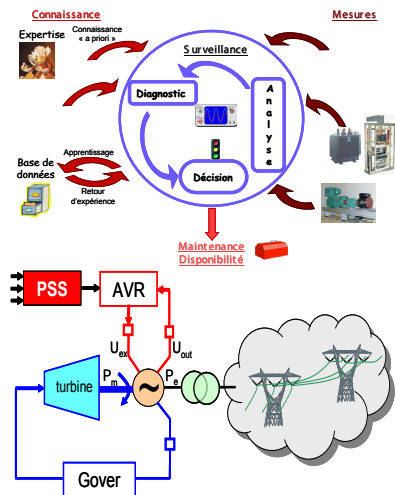 Connaissance
Mesures
Expertise
Connaissance
« a priori »
Surveillance
Diagnostic
Analyse
Base de
données
Apprentissage
Retour
d'expérience
Décision
Maintenance
Disponibilité
PSS
AVR
Uex
Uout
turbine
Pm
~
Pe
Gover